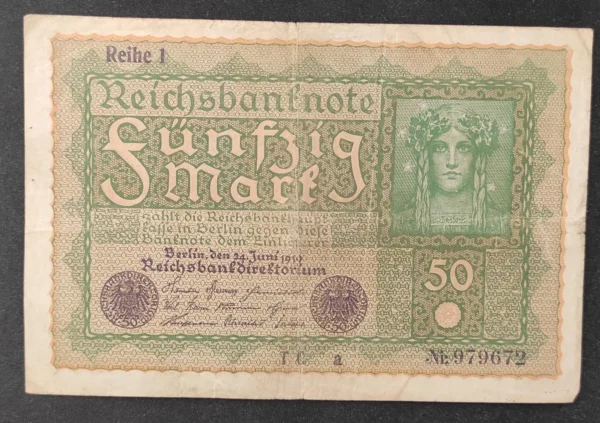 Reihe 1
Reichsbanknote
Fünfzig
Mark
zahlt die Reichsbankhaupt-
kasse in Berlin gegen diese
Banknote dem Einlieferer
Berlin, den 24. Juni 1919
Reichsbankdirektorium
50
a
Nr. 979672